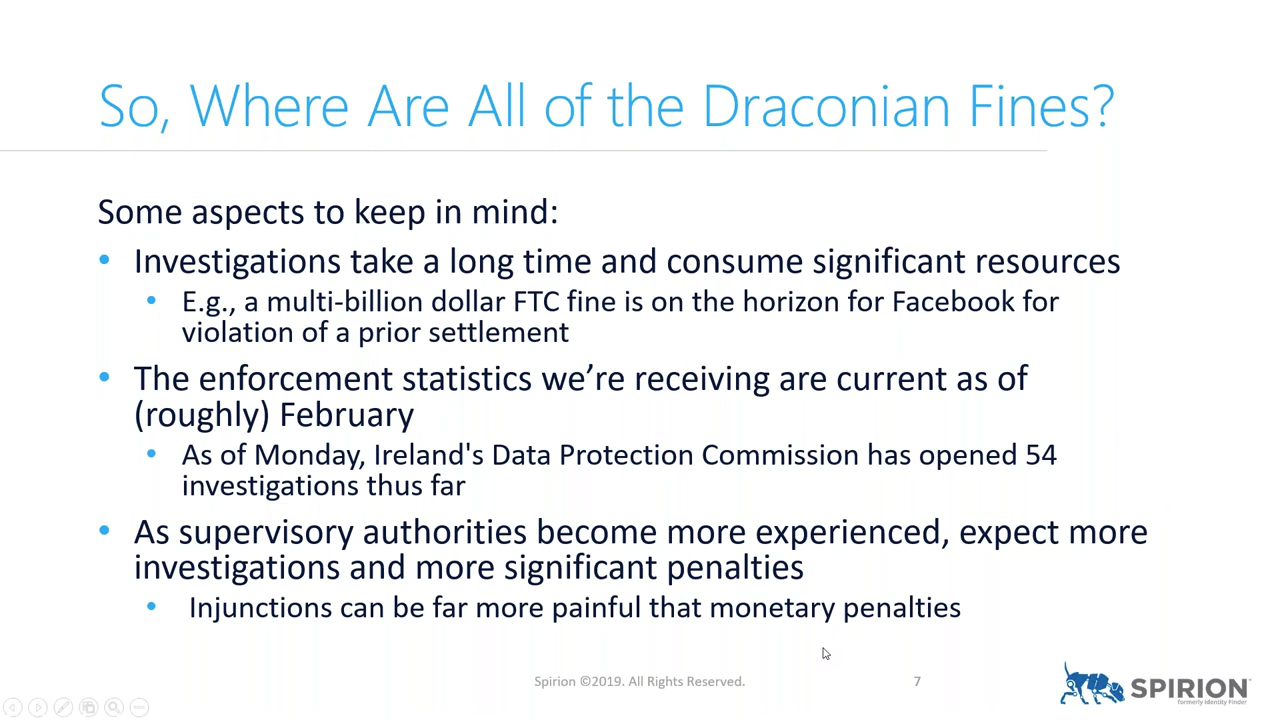 So, Where Are All of the Draconian Fines?
Some aspects to keep in mind:
• Investigations take a long time and consume significant resources
• E.g., a multi-billion dollar FTC fine is on the horizon for Facebook for
violation of a prior settlement
• The enforcement statistics we’re receiving are current as of
(roughly) February
• As of Monday, Ireland's Data Protection Commission has opened 54
investigations thus far
• As supervisory authorities become more experienced, expect more
investigations and more significant penalties
• Injunctions can be far more painful that monetary penalties
Spirion ©2019. All Rights Reserved.
7
SPIRION
formerly Identity Finder